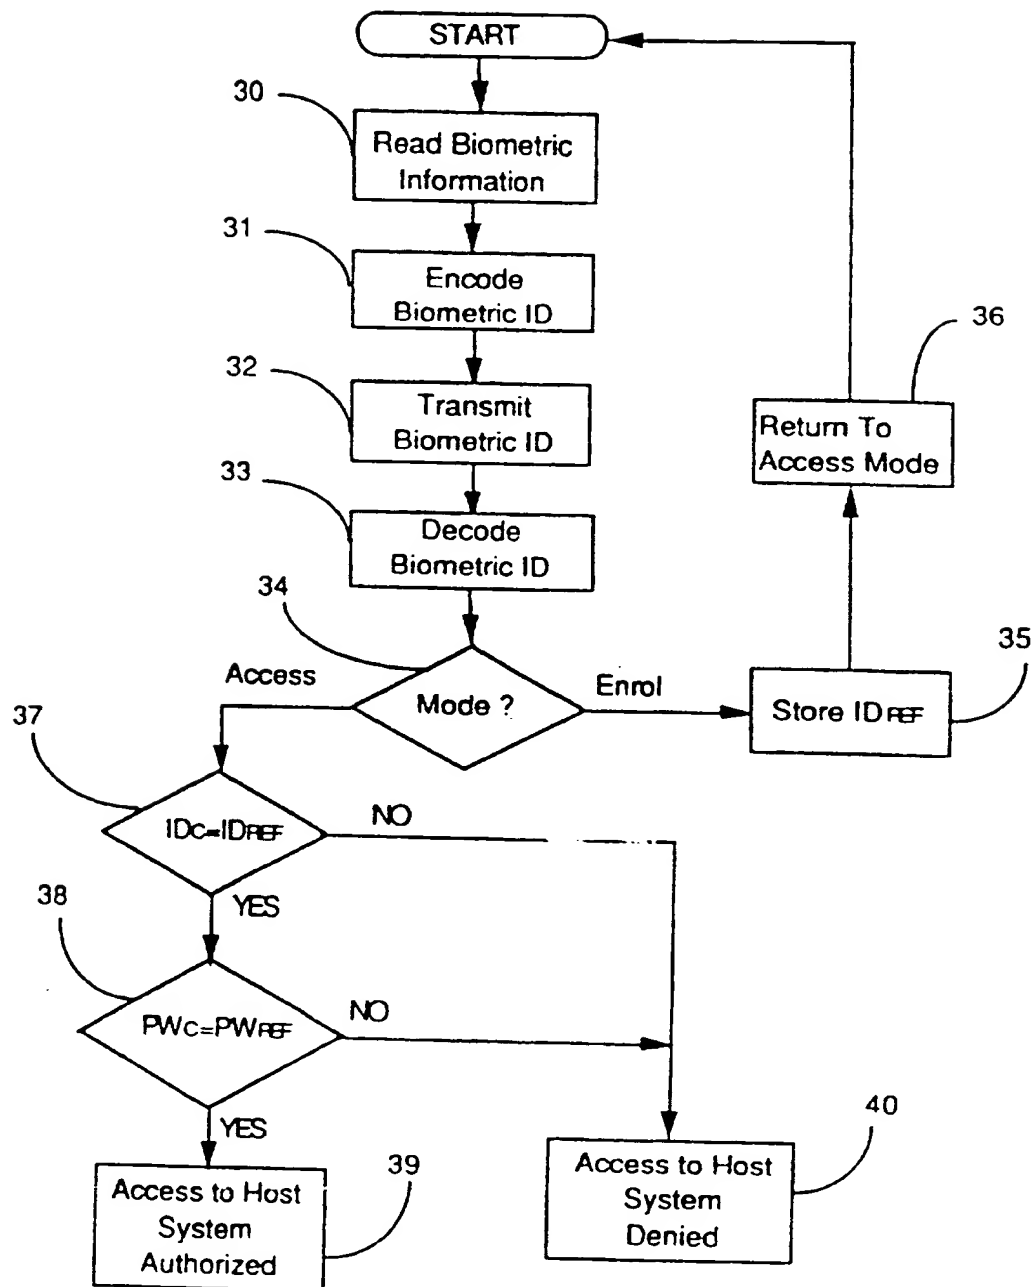 START
30
Read Biometric
Information
31
Encode
Biometric ID
32
Transmit
Biometric ID
36
Return To
Access Mode
33
Decode
Biometric ID
34
Access
Mode ?
Enrol
Store IDREF
35
37
IDC=IDREF
NO
YES
38
PWC=PWREF
NO
YES
39
Access to Host
System
Authorized
40
Access to Host
System
Denied